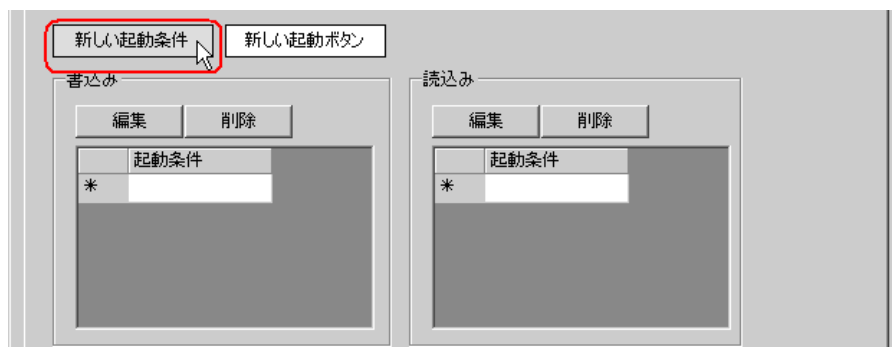 新しい起動条件 新しい起動ボタン
書込み 読込み
編集 削除 編集 削除
起動条件 起動条件
* *